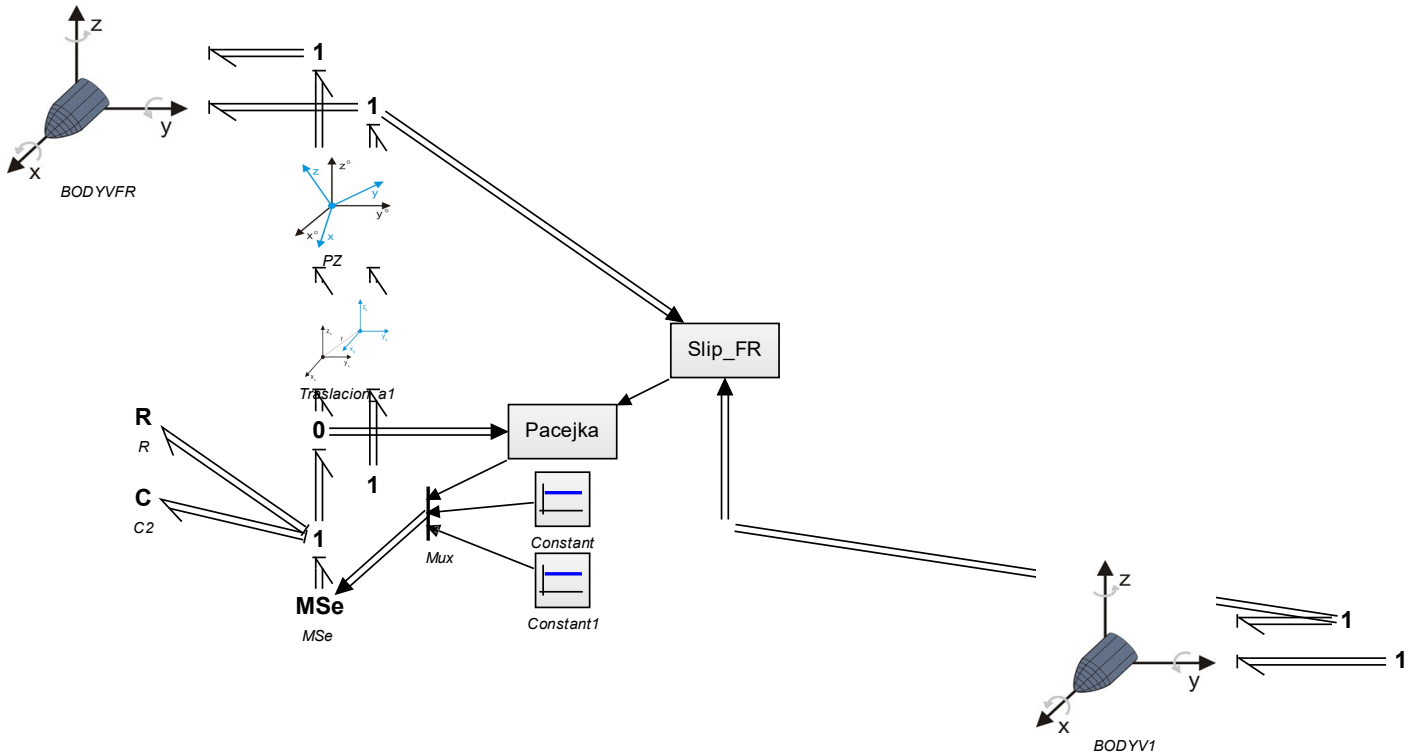 z
1
1
y
x
BODYVFR
z
z°
y
y°
x°
x
PZ
Slip_FR
z
y
z
r
x
y
x
Traslacion_a1
R
R
0
Pacejka
C
C2
1
1
Mux
Constant
MSe
MSe
Constant1
z
1
1
y
x
BODYV1